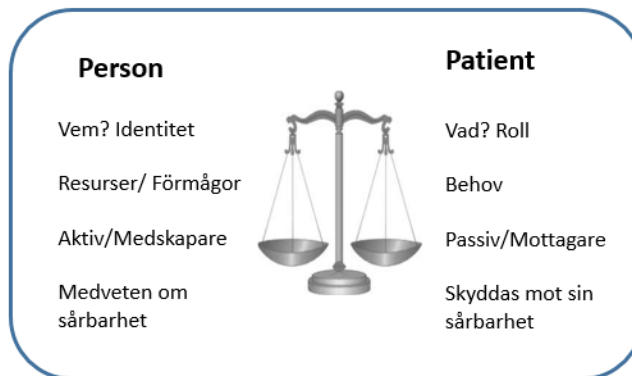 Person
Vem? Identitet
Resurser/ Förmågor
Aktiv/Medskapare
Medveten om
sårbarhet
Patient
Vad? Roll
Behov
Passiv/Mottagare
Skyddas mot sin
sårbarhet